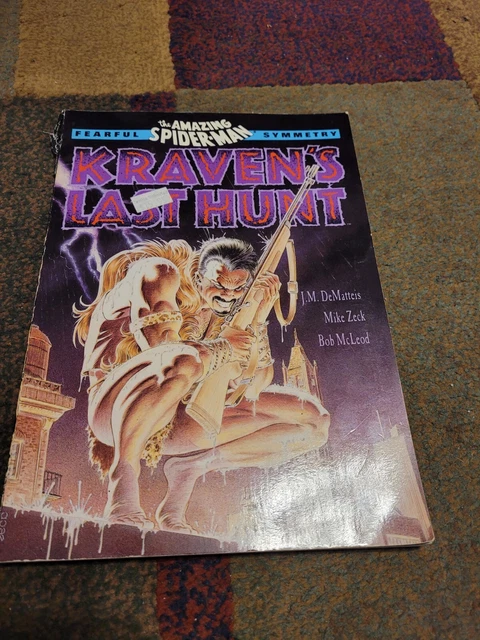 FEARFUL the AMAZING SPIDER-MAN SYMMETRY
KRAVEN'S
LAST HUNT
J.M. DeMatteis
Mike Zeck
Bob McLeod